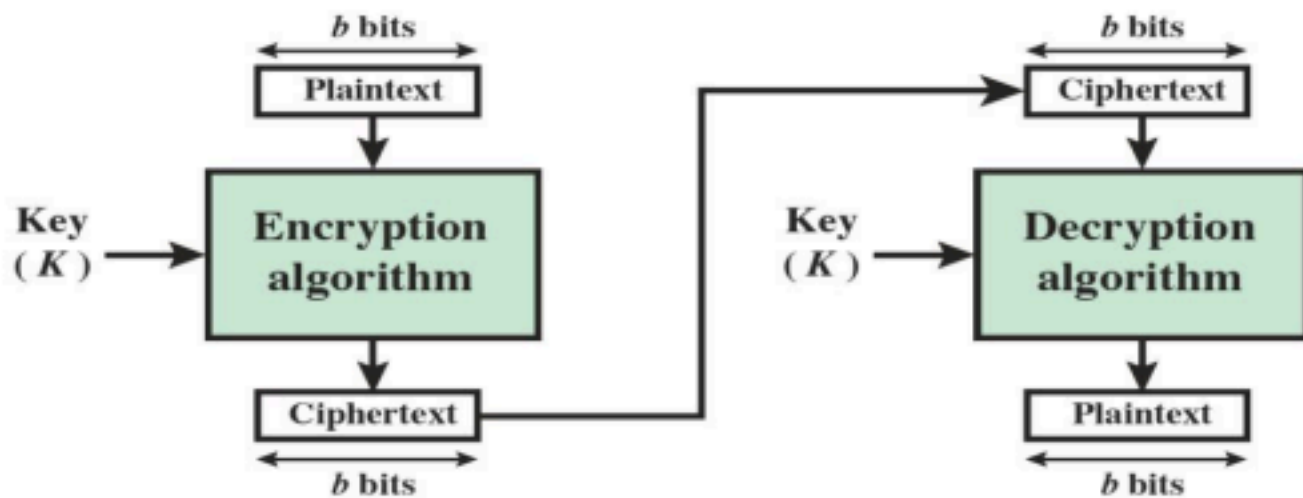 b bits
Plaintext
Key
( K )
Encryption
algorithm
Ciphertext
b bits
b bits
Ciphertext
Key
( K )
Decryption
algorithm
Plaintext
b bits